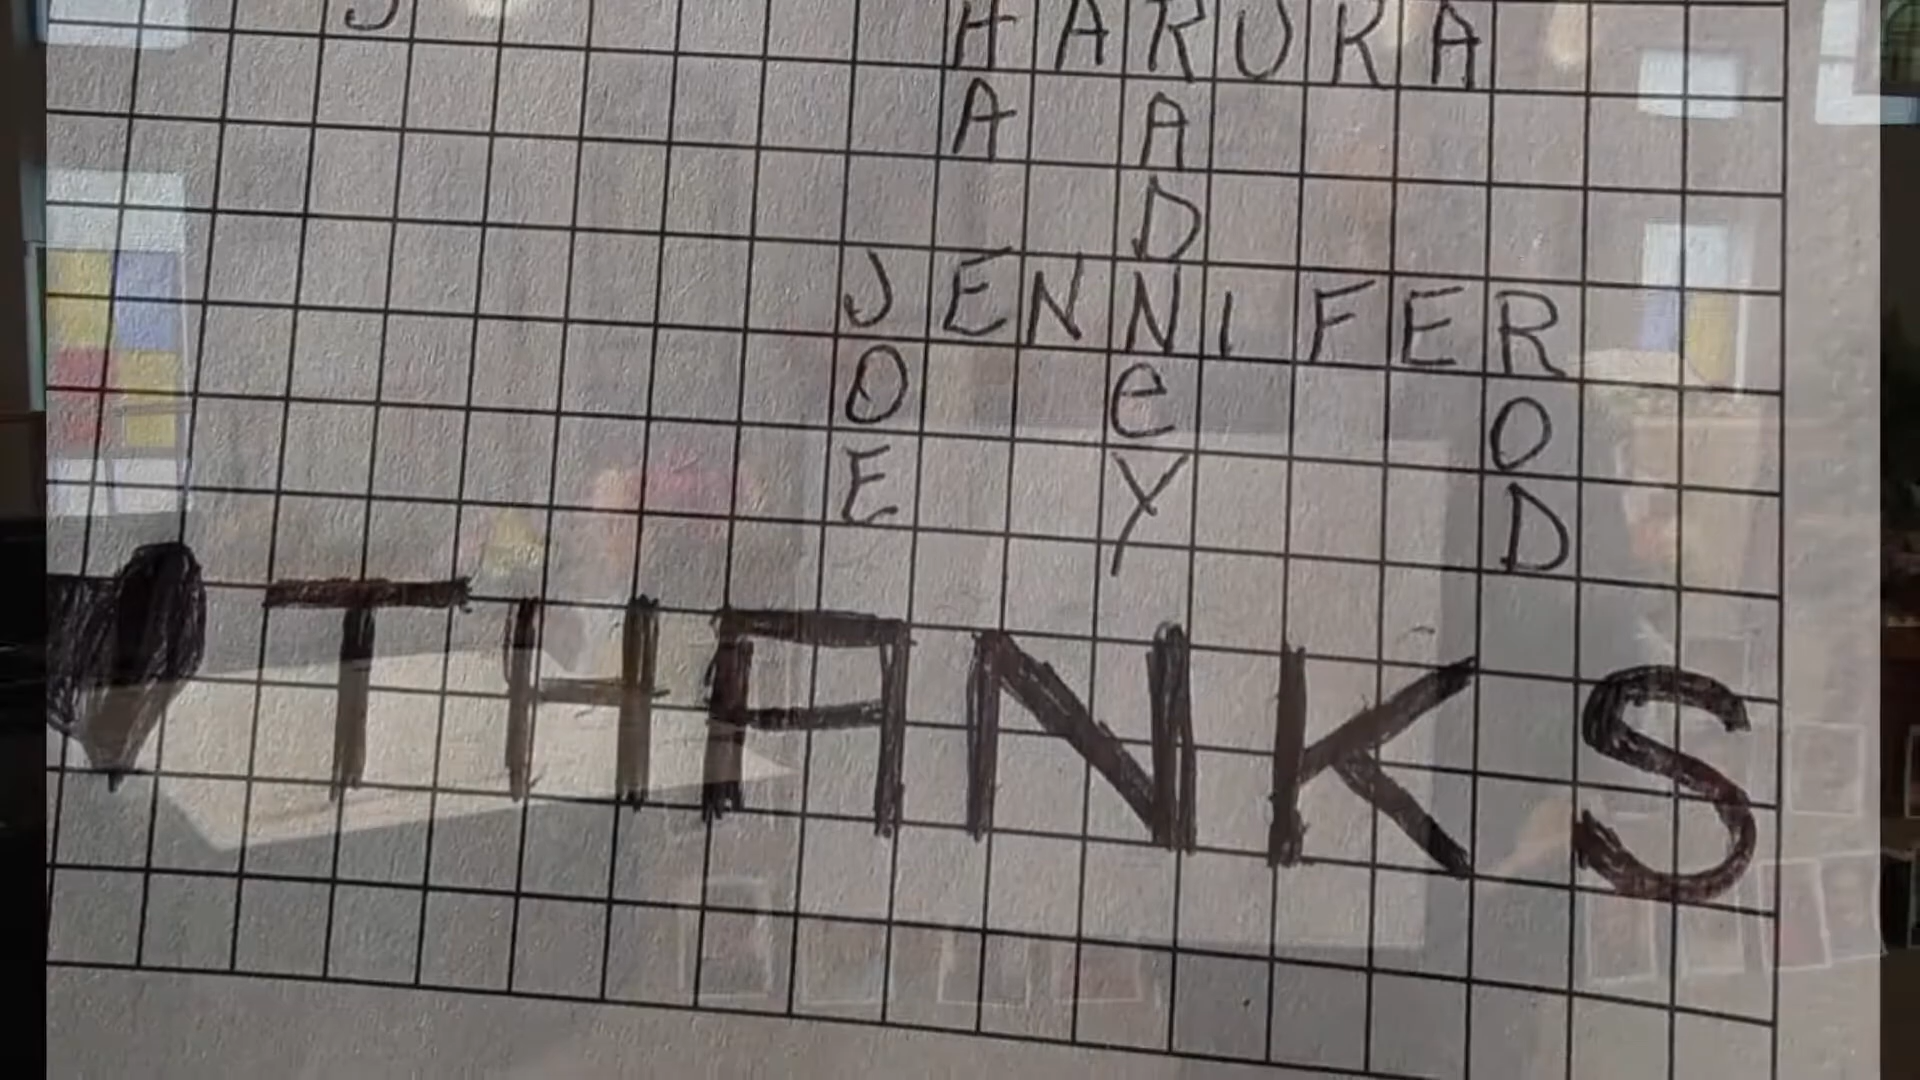 HARUKA
A A
D
JENNIFER
O e O
E Y D
THANKS